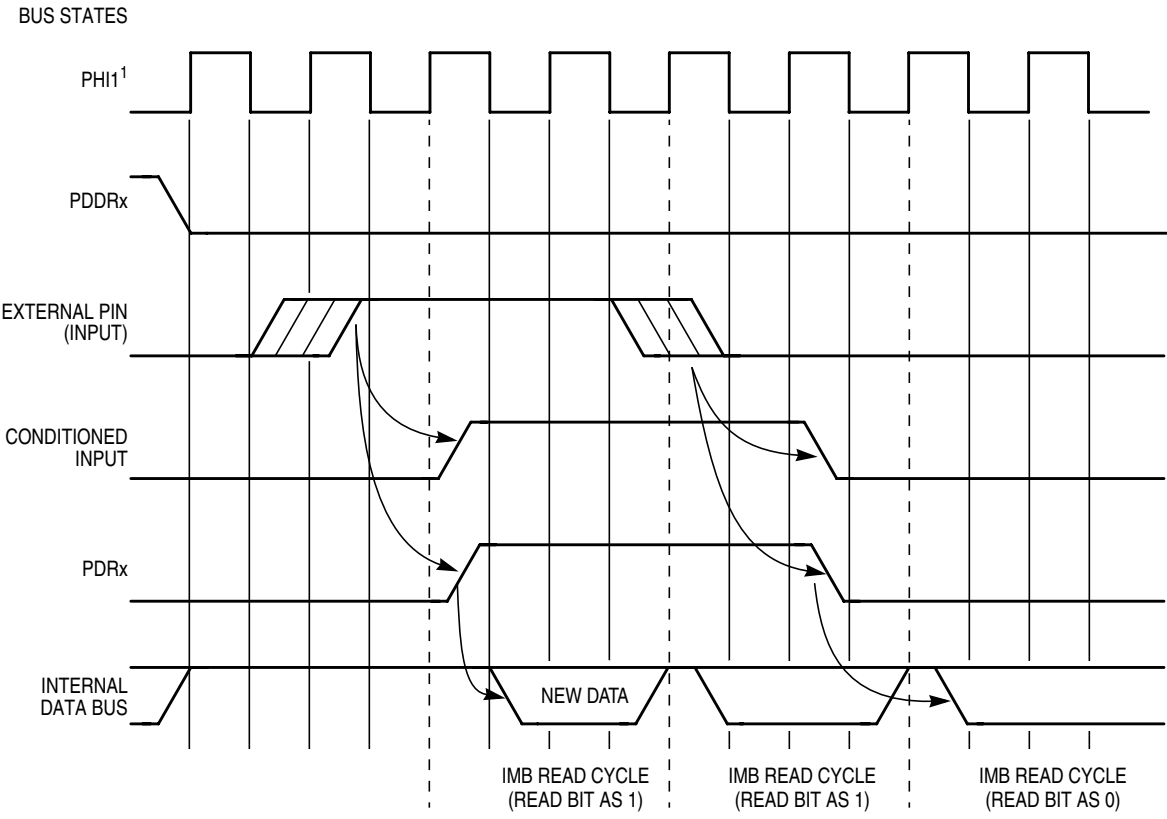 BUS STATES
PHI1¹
PDDRx
EXTERNAL PIN
(INPUT)
CONDITIONED
INPUT
PDRx
INTERNAL
DATA BUS
NEW DATA
IMB READ CYCLE
(READ BIT AS 1)
IMB READ CYCLE
(READ BIT AS 1)
IMB READ CYCLE
(READ BIT AS 0)